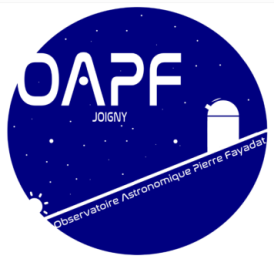 OAPF
JOIGNY
Observatoire Astronomique Pierre Fayadat